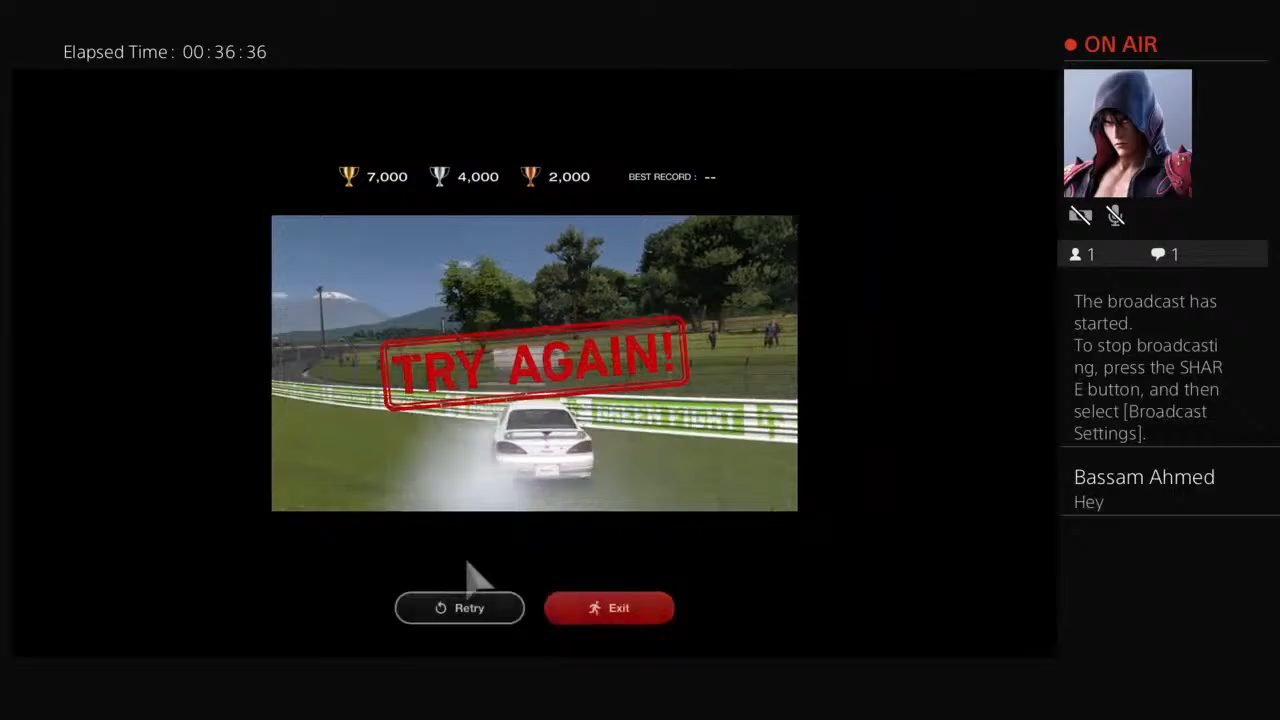 Elapsed Time: 00:36:36
ON AIR
7,000
4,000
2,000
BEST RECORD : --
TRY AGAIN!
GREEN FIGHT
Retry
Exit
1
1
The broadcast has
started.
To stop broadcasti
ng, press the SHAR
E button, and then
select [Broadcast
Settings].
Bassam Ahmed
Hey